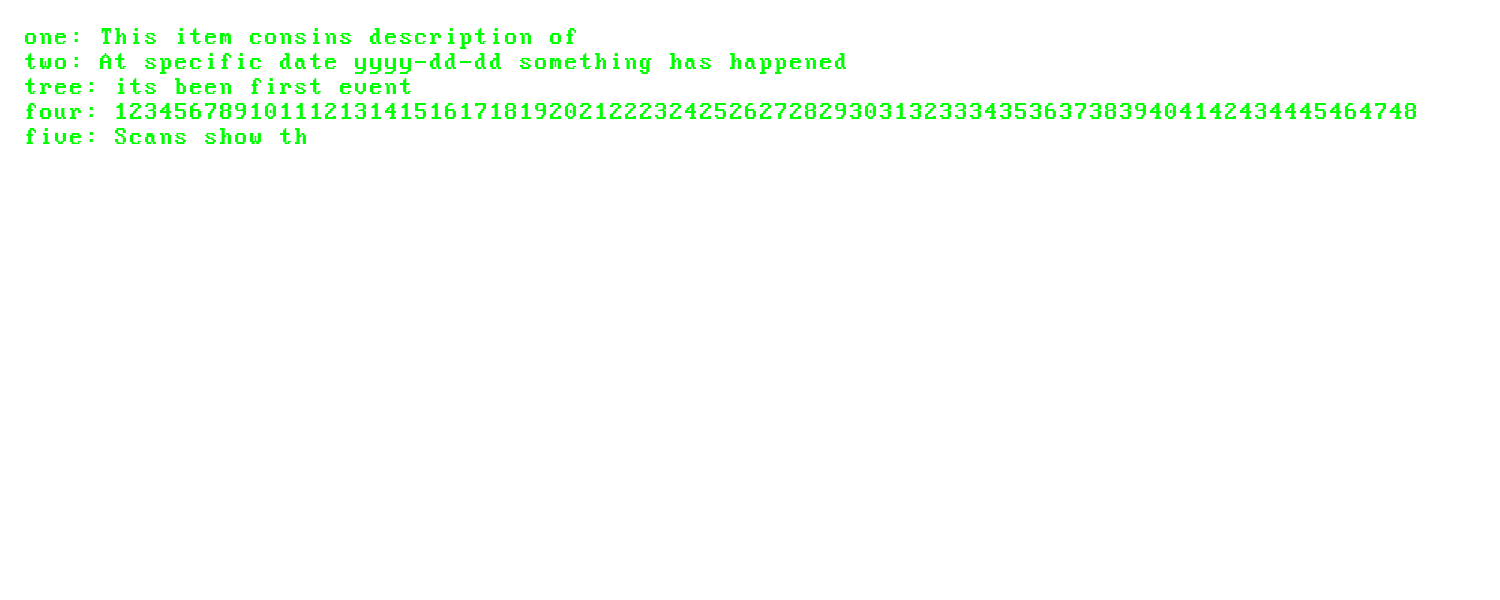 one: This item consins description of
two: At specific date yyyy-dd-dd something has happened
tree: its been first event
four: 123456789101112131415161718192021222324252627282930313233343536373839404142434445464748
five: Scans show th